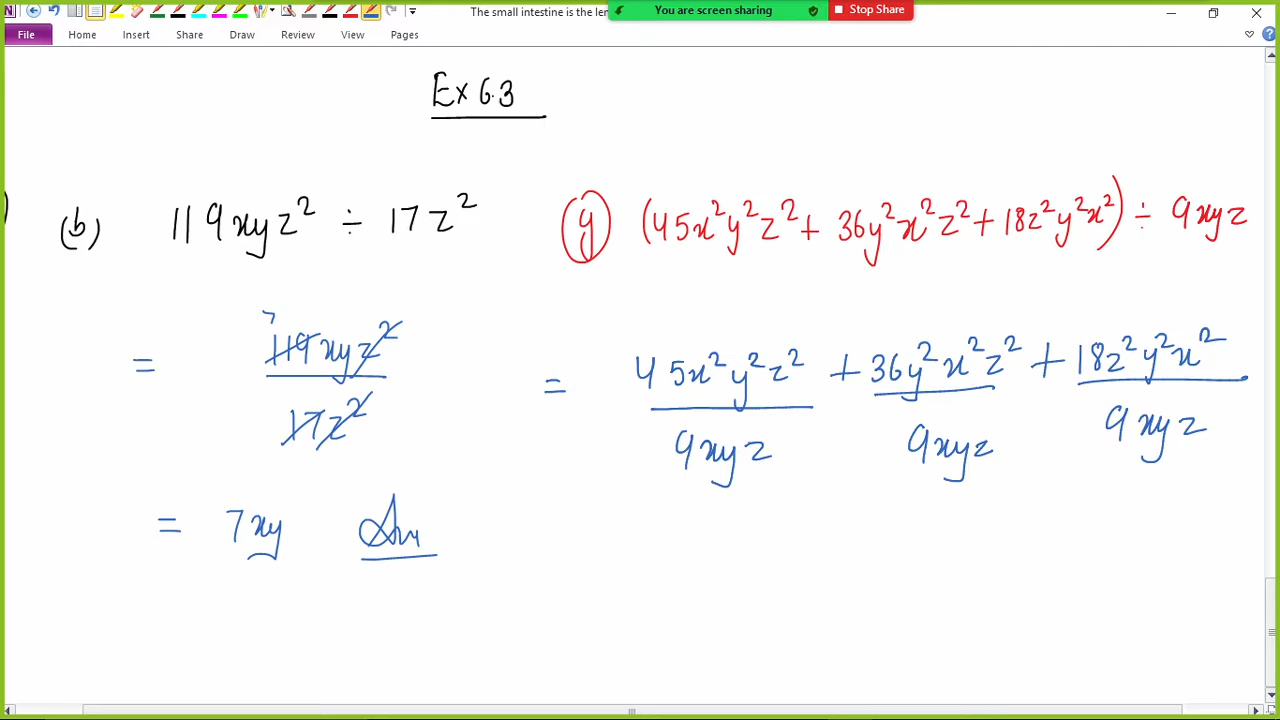 The small intestine is the len
You are screen sharing
Stop Share
File Home Insert Share Draw Review View Pages
Ex 6.3
(b) 119xyz² ÷ 17z²
(g) (45x²y²z² + 36y²x²z² + 18z²y²x²) ÷ 9xyz
7
= 119xyz²
17z²
= 7xy Ans
= 45x²y²z² + 36y²x²z² + 18z²y²x²
9xyz 9xyz 9xyz